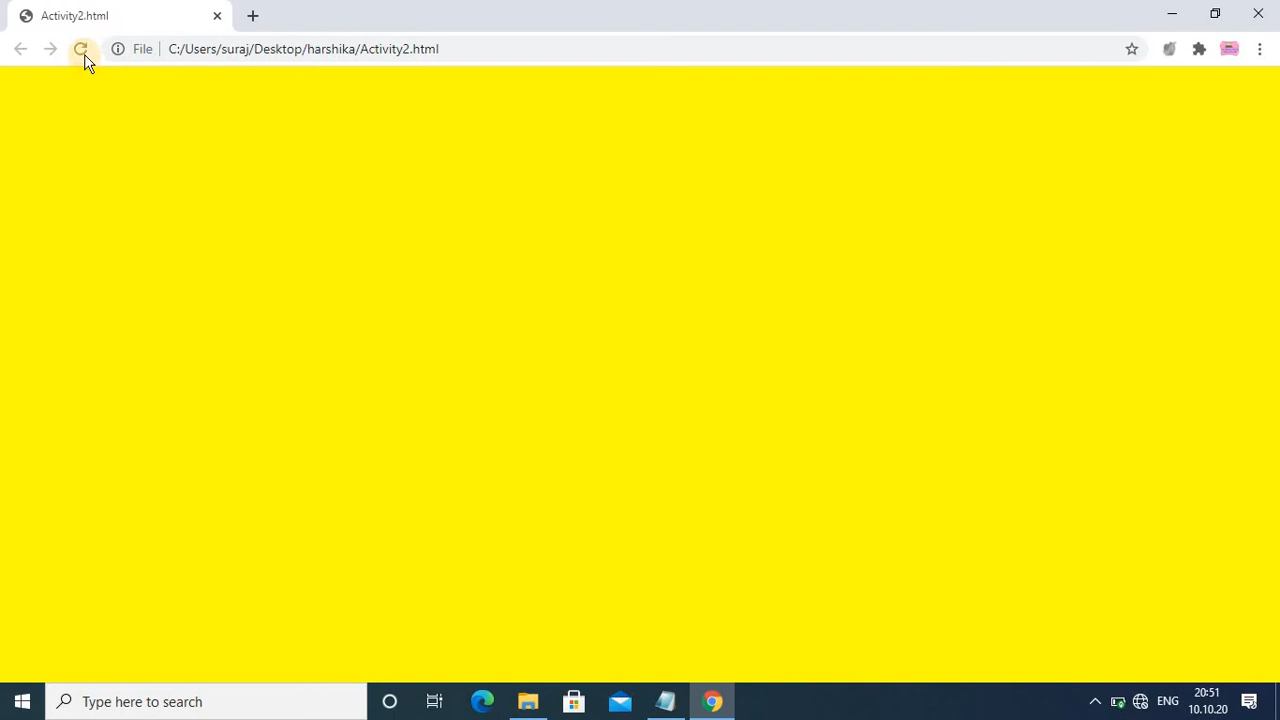 Activity2.html
File
C:/Users/suraj/Desktop/harshika/Activity2.html
Type here to search
ENG
20:51
10.10.20